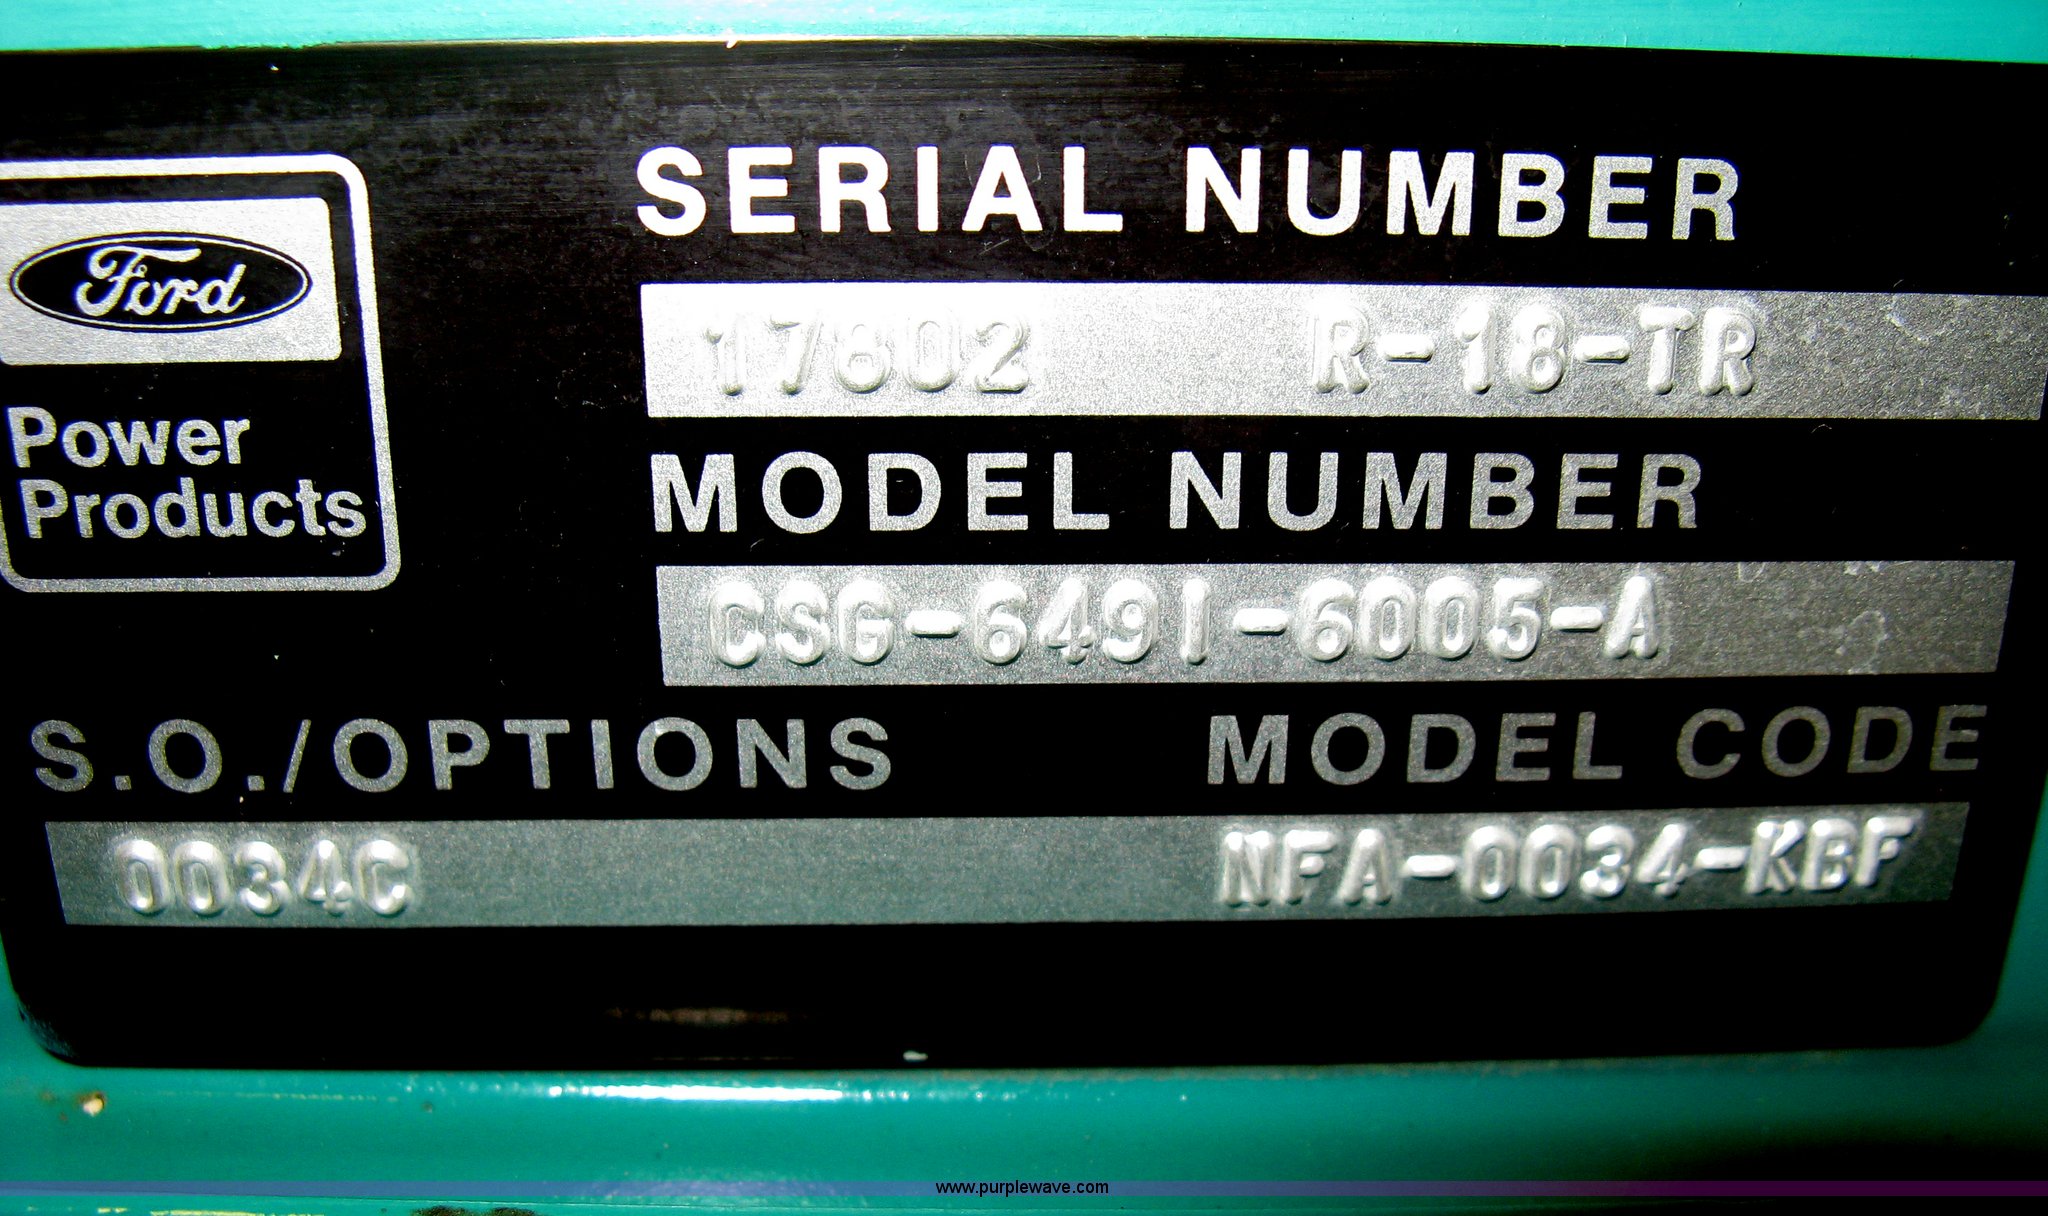 SERIAL NUMBER
Ford
17802 R-18-TR
Power
Products
MODEL NUMBER
CSG-649I-6005-A
S.O./OPTIONS MODEL CODE
0034C NFA-0034-KBF
www.purplewave.com